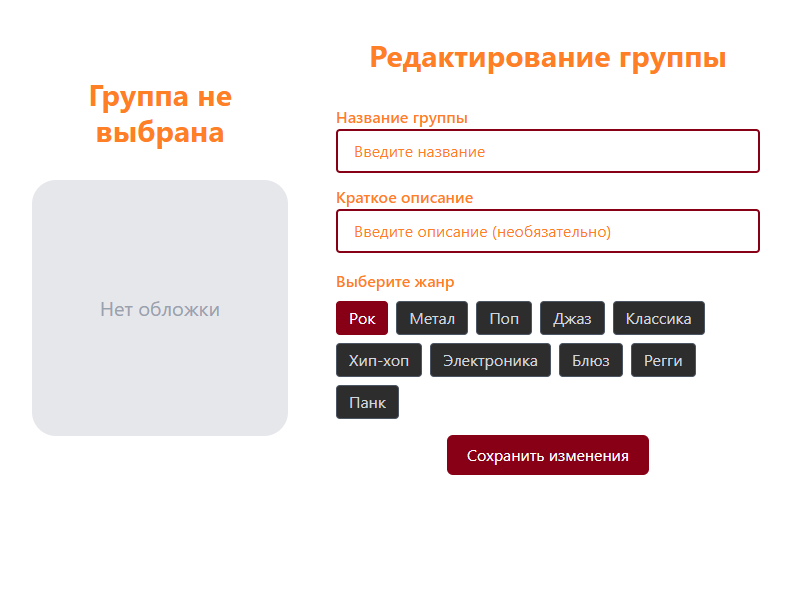 Группа не
выбрана
Нет обложки
Редактирование группы
Название группы
Введите название
Краткое описание
Введите описание (необязательно)
Выберите жанр
Рок Метал Поп Джаз Классика
Хип-хоп Электроника Блюз Регги
Панк
Сохранить изменения